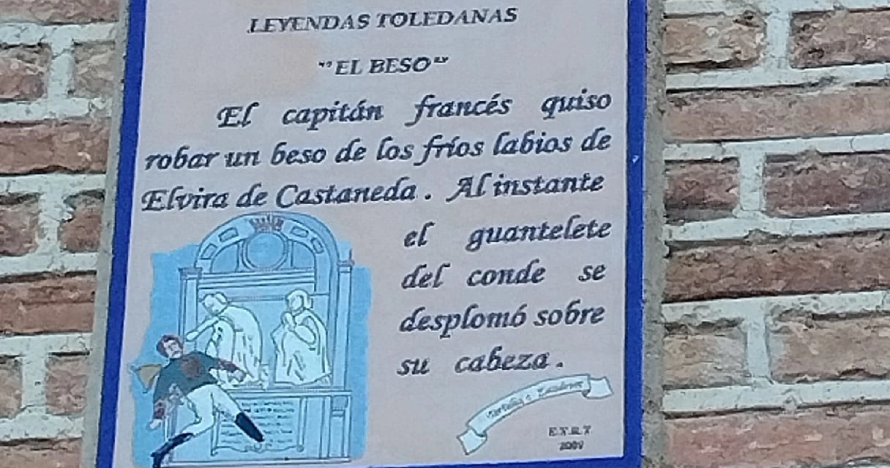 LEYENDAS TOLEDANAS
"EL BESO"
El capitán francés quiso
robar un beso de los fríos labios de
Elvira de Castaneda. Al instante
el guantelete
del conde se
desplomó sobre
su cabeza.
2009